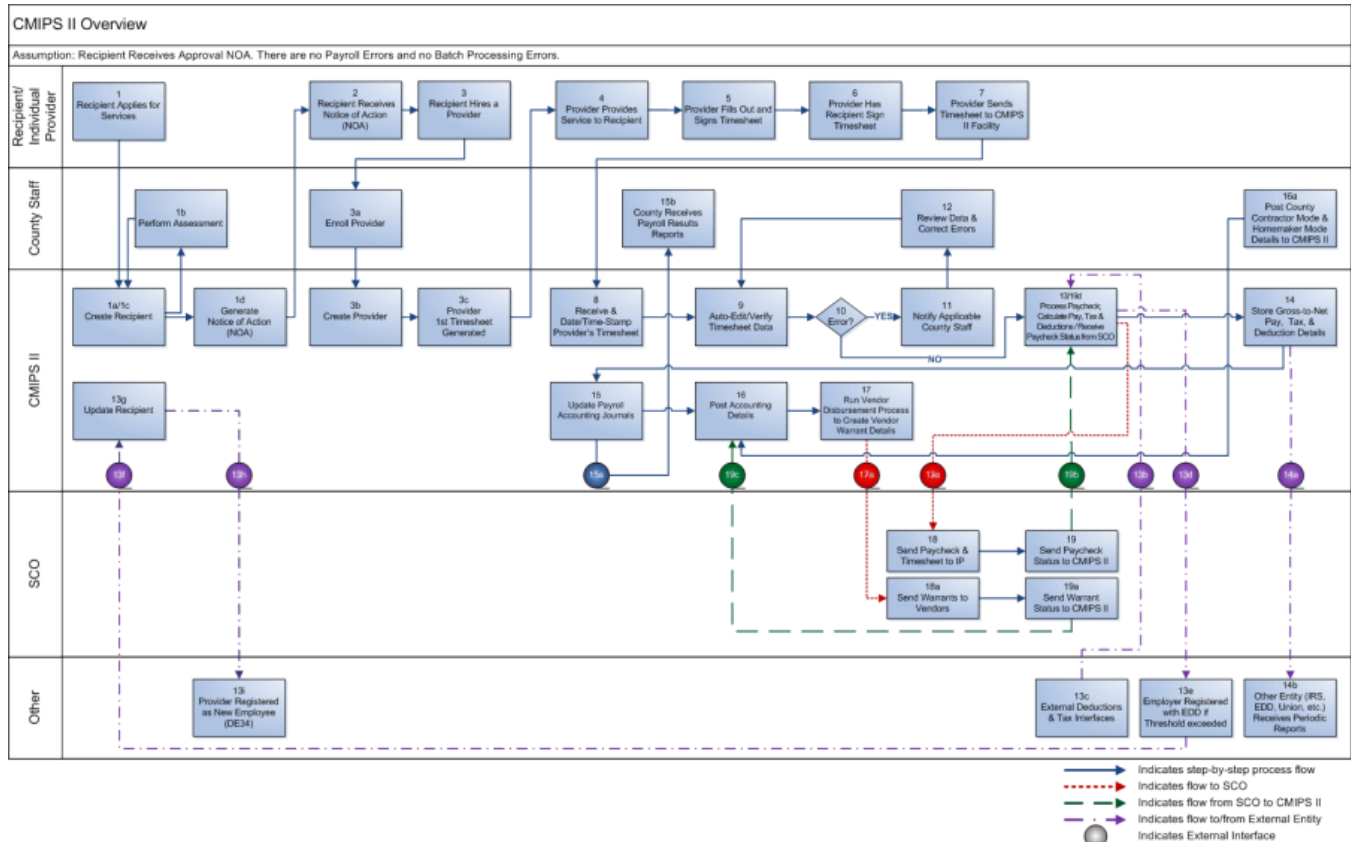 CMIPS II Overview
Assumption: Recipient Receives Approval NOA. There are no Payroll Errors and no Batch Processing Errors.
Recipient/
Individual
Provider
1
Recipient Applies for
Services
2
Recipient Receives
Notice of Action
(NOA)
3
Recipient Hires a
Provider
4
Provider Provides
Service to Recipient
5
Provider Fills Out and
Signs Timesheet
6
Provider Has
Recipient Sign
Timesheet
7
Provider Sends
Timesheet to CMIPS
II Facility
County Staff
1b
Perform Assessment
3a
Enroll Provider
15b
County Receives
Payroll Results
Reports
12
Review Data &
Correct Errors
16a
Post County
Contractor Mode &
Homemaker Mode
Details to CMIPS II
CMIPS II
1a/1c
Create Recipient
1d
Generate
Notice of Action
(NOA)
3b
Create Provider
3c
Provider
1st Timesheet
Generated
8
Receive &
Date/Time-Stamp
Provider's Timesheet
9
Auto-Edit/Verify
Timesheet Data
10
Error?
YES
NO
11
Notify Applicable
County Staff
13/19d
Process Paycheck;
Calculate Pay, Tax &
Deductions / Receive
Paycheck Status from SCO
14
Store Gross-to-Net
Pay, Tax, &
Deduction Details
13g
Update Recipient
15
Update Payroll
Accounting Journals
16
Post Accounting
Details
17
Run Vendor
Disbursement Process
to Create Vendor
Warrant Details
13f
13h
15a
19c
17a
19b
13b
13d
14a
SCO
18
Send Paycheck &
Timesheet to IP
19
Send Paycheck
Status to CMIPS II
18a
Send Warrants to
Vendors
19a
Send Warrant
Status to CMIPS II
Other
13i
Provider Registered
as New Employee
(DE34)
13c
External Deductions
& Tax Interfaces
13e
Employer Registered
with EDD if
Threshold exceeded
14b
Other Entity (IRS,
EDD, Union, etc.)
Receives Periodic
Reports
Indicates step-by-step process flow
Indicates flow to SCO
Indicates flow from SCO to CMIPS II
Indicates flow to/from External Entity
Indicates External Interface